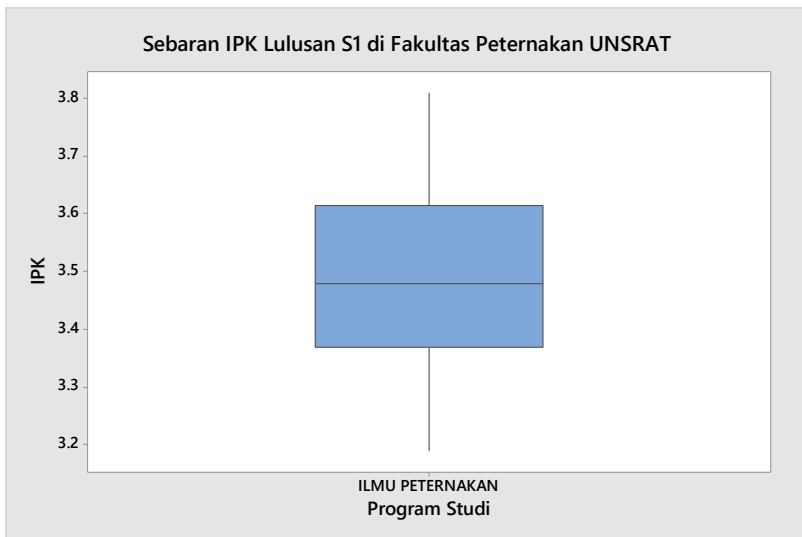 Sebaran IPK Lulusan S1 di Fakultas Peternakan UNSRAT
3.8
3.7
3.6
3.5
3.4
3.3
3.2
IPK
ILMU PETERNAKAN
Program Studi